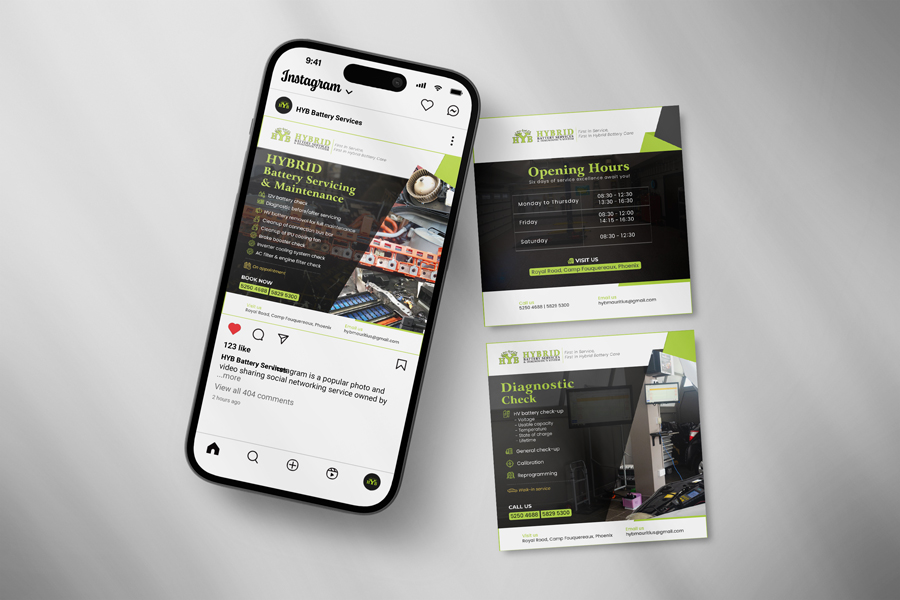 9:41
Instagram
HYB Battery Services
HYB HYBRID
BATTERY SERVICES
First in Service,
First in Hybrid Battery Care
HYBRID
Battery Servicing
& Maintenance
12V battery check
Diagnostic before/after servicing
HV battery removal for full maintenance
Cleanup of connection bus bar
Cleanup of IPU cooling fan
Brake booster check
Inverter cooling system check
AC filter & engine filter check
On appointment
BOOK NOW
5250 4688 | 5829 5300
Visit us
Royal Road, Camp Fouquereaux, Phoenix
Email us
hybmauritius@gmail.com
123 like
HYB Battery Services Instagram is a popular photo and
video sharing social networking service owned by
...more
View all 404 comments
2 hours ago
HYB
HYB HYBRID
BATTERY SERVICES
First in Service,
First in Hybrid Battery Care
Opening Hours
Six days of service excellence await you!
Monday to Thursday
08:30 - 12:30
13:30 - 16:30
Friday
08:30 - 12:00
14:15 - 16:30
Saturday
08:30 - 12:30
VISIT US
Royal Road, Camp Fouquereaux, Phoenix
Call us
5250 4688 | 5829 5300
Email us
hybmauritius@gmail.com
HYB HYBRID
BATTERY SERVICES
First in Service,
First in Hybrid Battery Care
Diagnostic
Check
HV battery check-up
- Voltage
- Usable capacity
- Temperature
- State of charge
- Lifetime
General check-up
Calibration
Reprogramming
Walk-in service
CALL US
5250 4688 | 5829 5300
Visit us
Royal Road, Camp Fouquereaux, Phoenix
Email us
hybmauritius@gmail.com